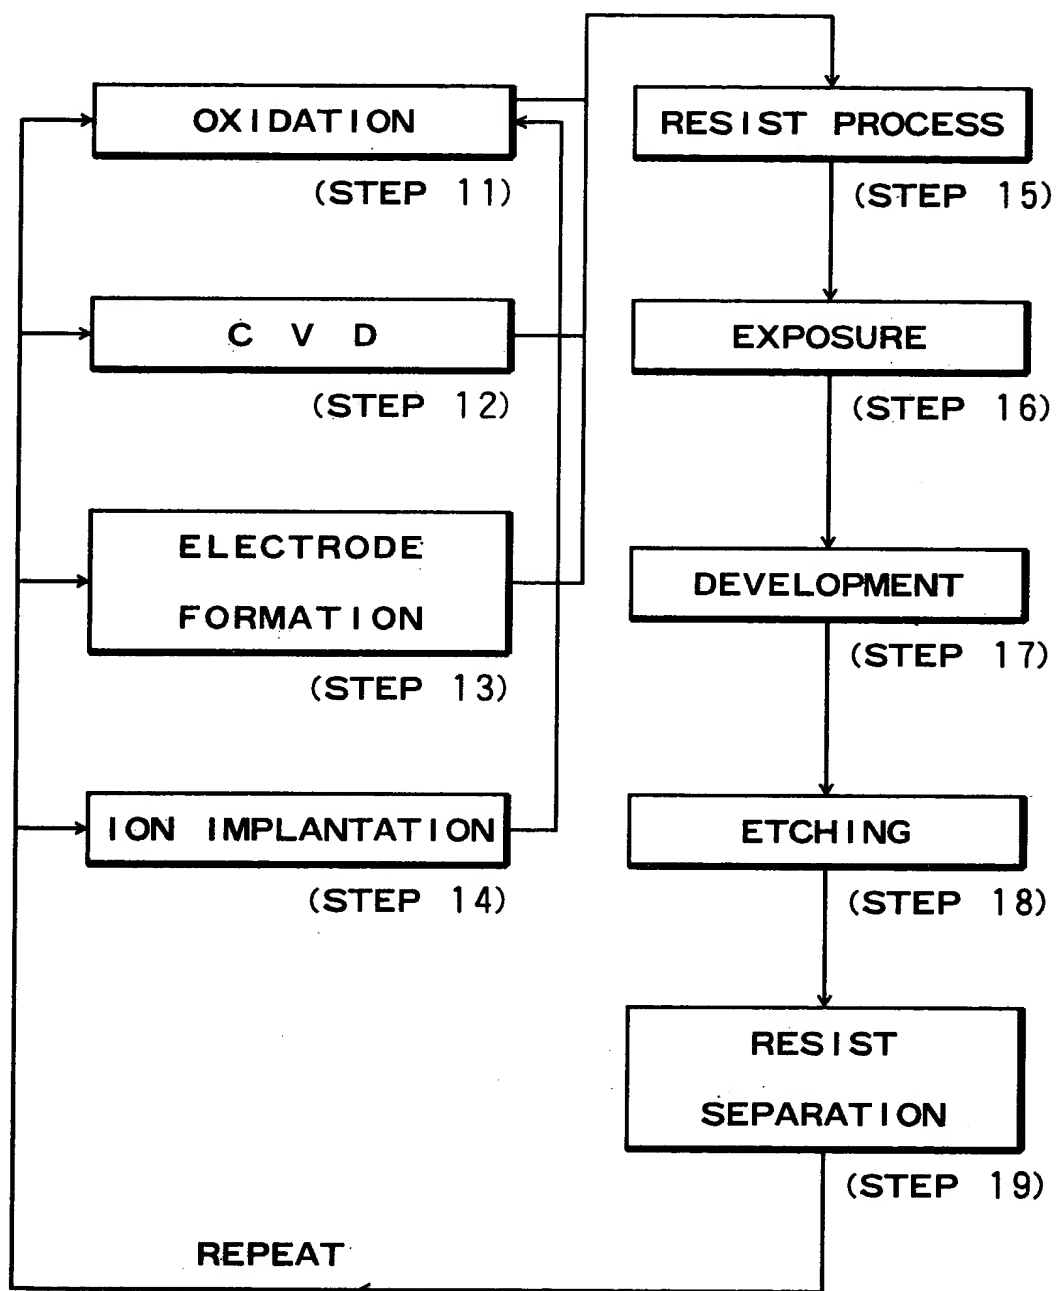 OXIDATION
(STEP 11)
CVD
(STEP 12)
ELECTRODE
FORMATION
(STEP 13)
ION IMPLANTATION
(STEP 14)
RESIST PROCESS
(STEP 15)
EXPOSURE
(STEP 16)
DEVELOPMENT
(STEP 17)
ETCHING
(STEP 18)
RESIST
SEPARATION
(STEP 19)
REPEAT